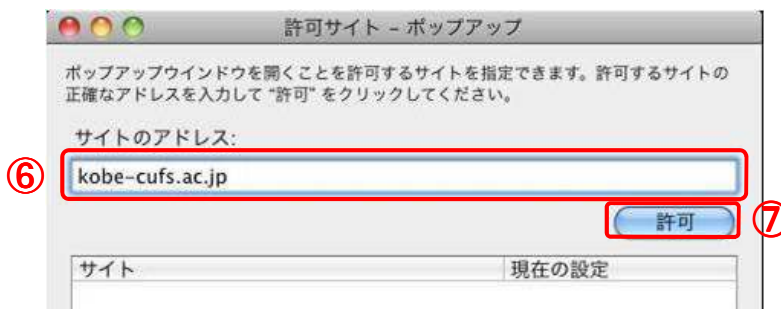 許可サイト – ポップアップ
ポップアップウインドウを開くことを許可するサイトを指定できます。許可するサイトの
正確なアドレスを入力して “許可” をクリックしてください。
サイトのアドレス:
⑥ kobe-cufs.ac.jp
許可 ⑦
サイト 現在の設定